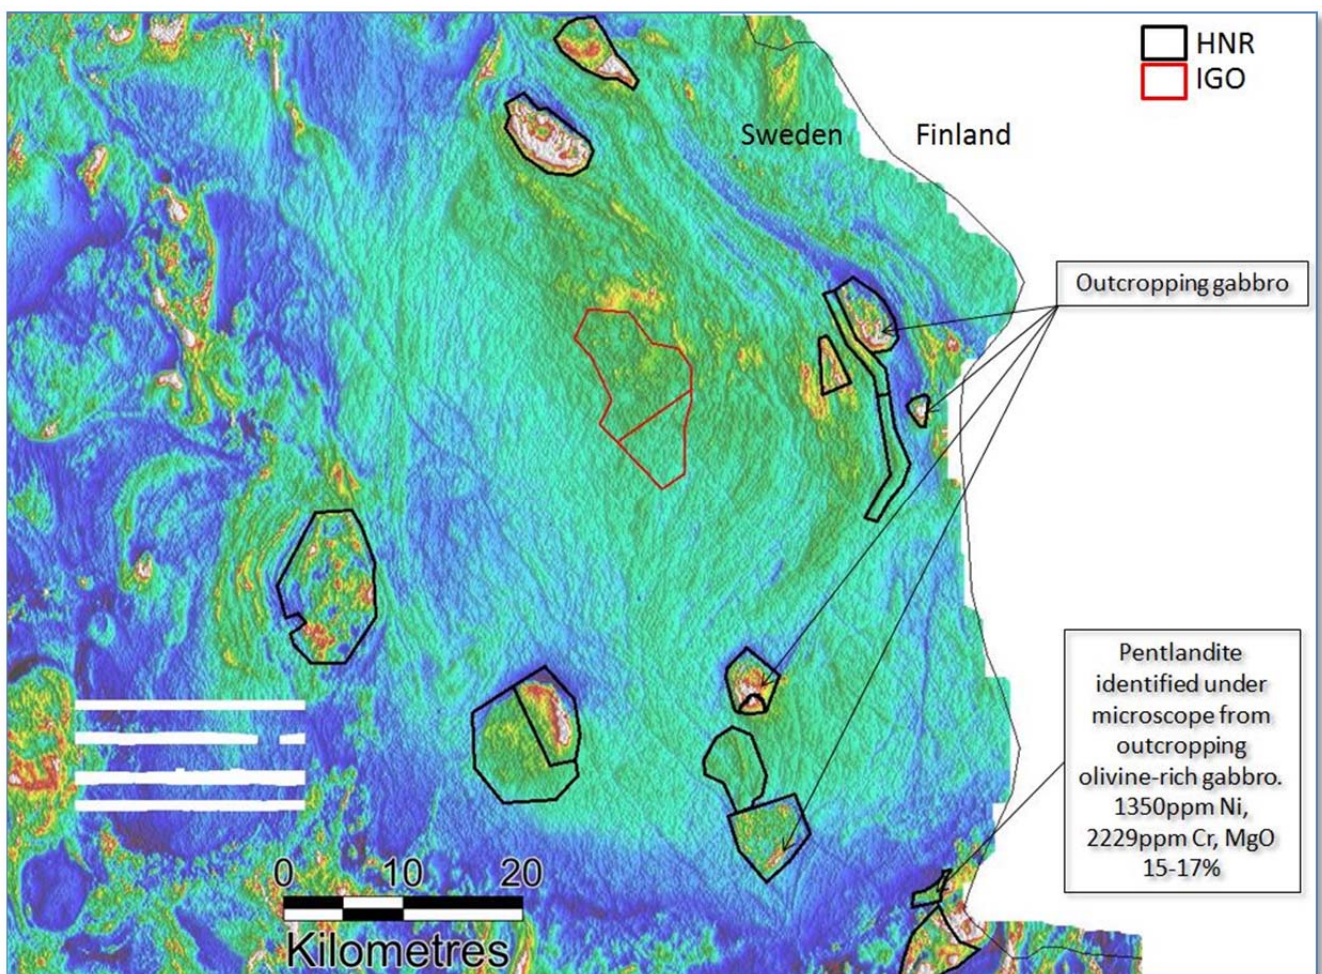 HNR
IGO
Sweden Finland
Outcropping gabbro
Pentlandite
identified under
microscope from
outcropping
olivine-rich gabbro.
1350ppm Ni,
2229ppm Cr, MgO
15-17%
0 10 20
Kilometres